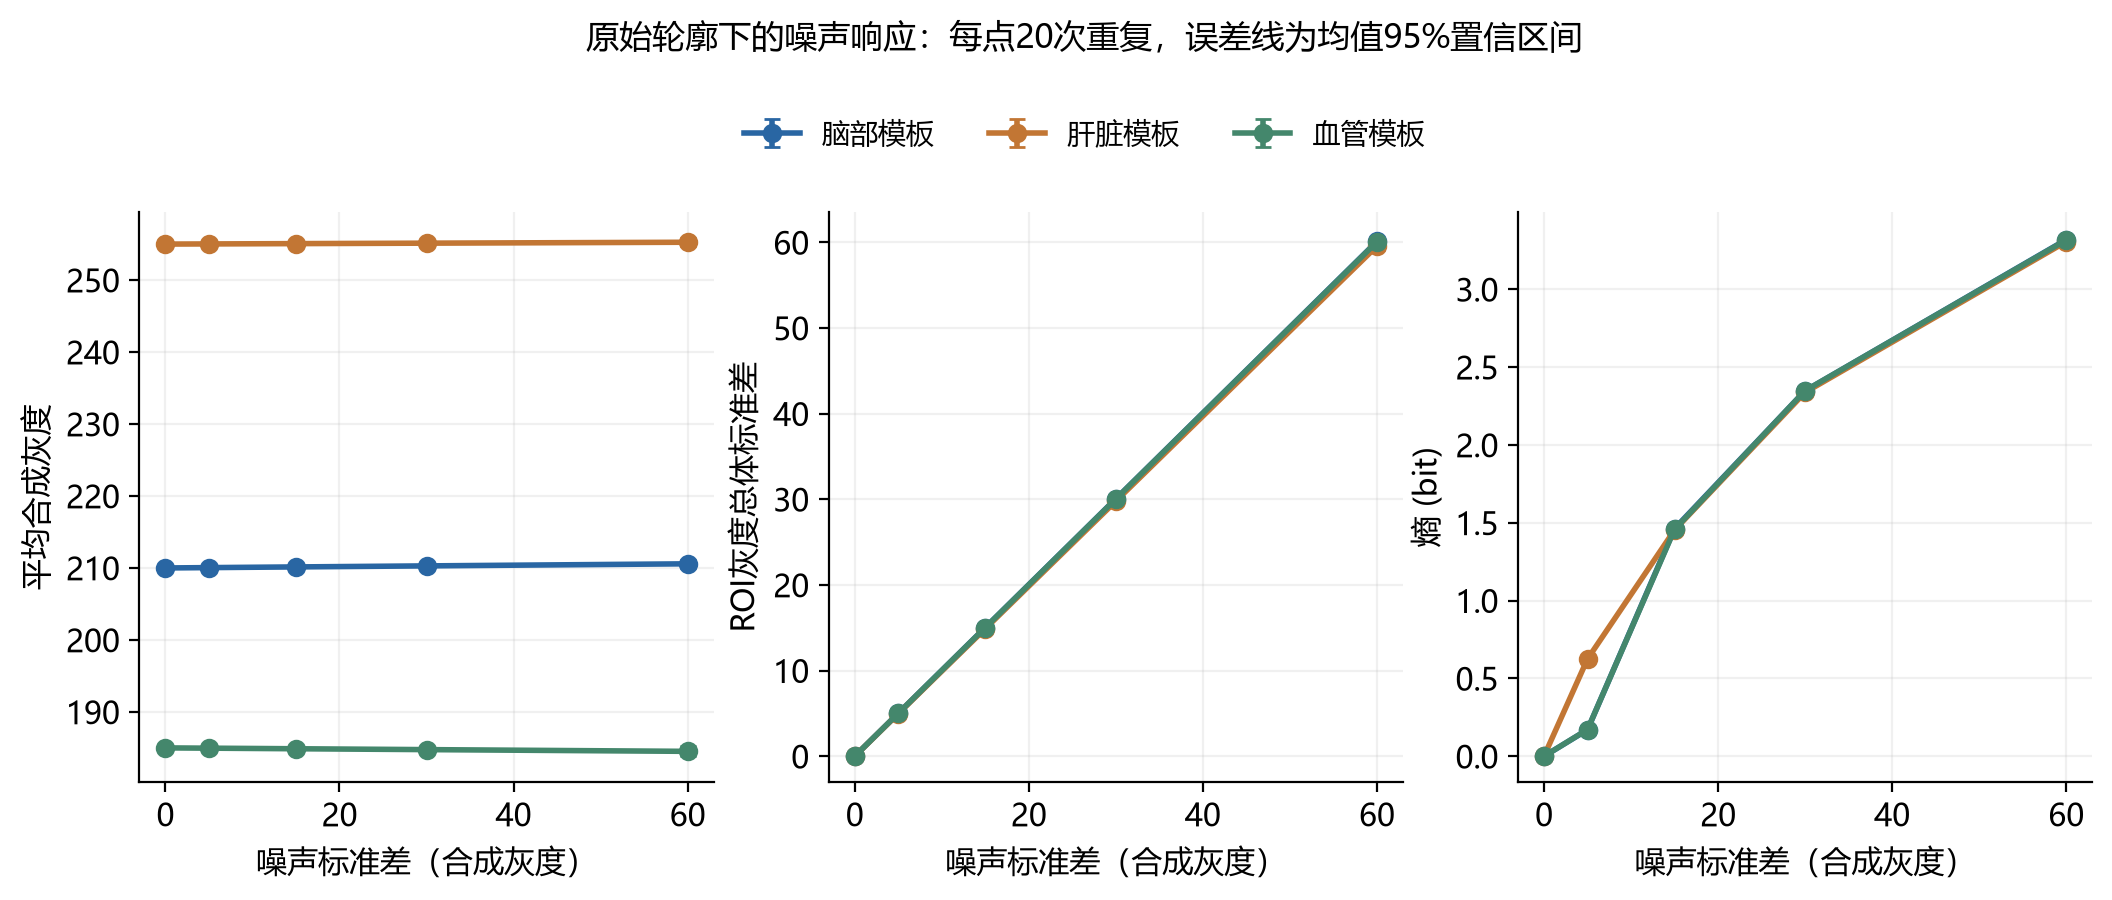 原始轮廓下的噪声响应：每点20次重复，误差线为均值95%置信区间
脑部模板 肝脏模板 血管模板
平均合成灰度
250
240
230
220
210
200
190
0 20 40 60
噪声标准差（合成灰度）
ROI灰度总体标准差
60
50
40
30
20
10
0
0 20 40 60
噪声标准差（合成灰度）
熵 (bit)
3.0
2.5
2.0
1.5
1.0
0.5
0.0
0 20 40 60
噪声标准差（合成灰度）